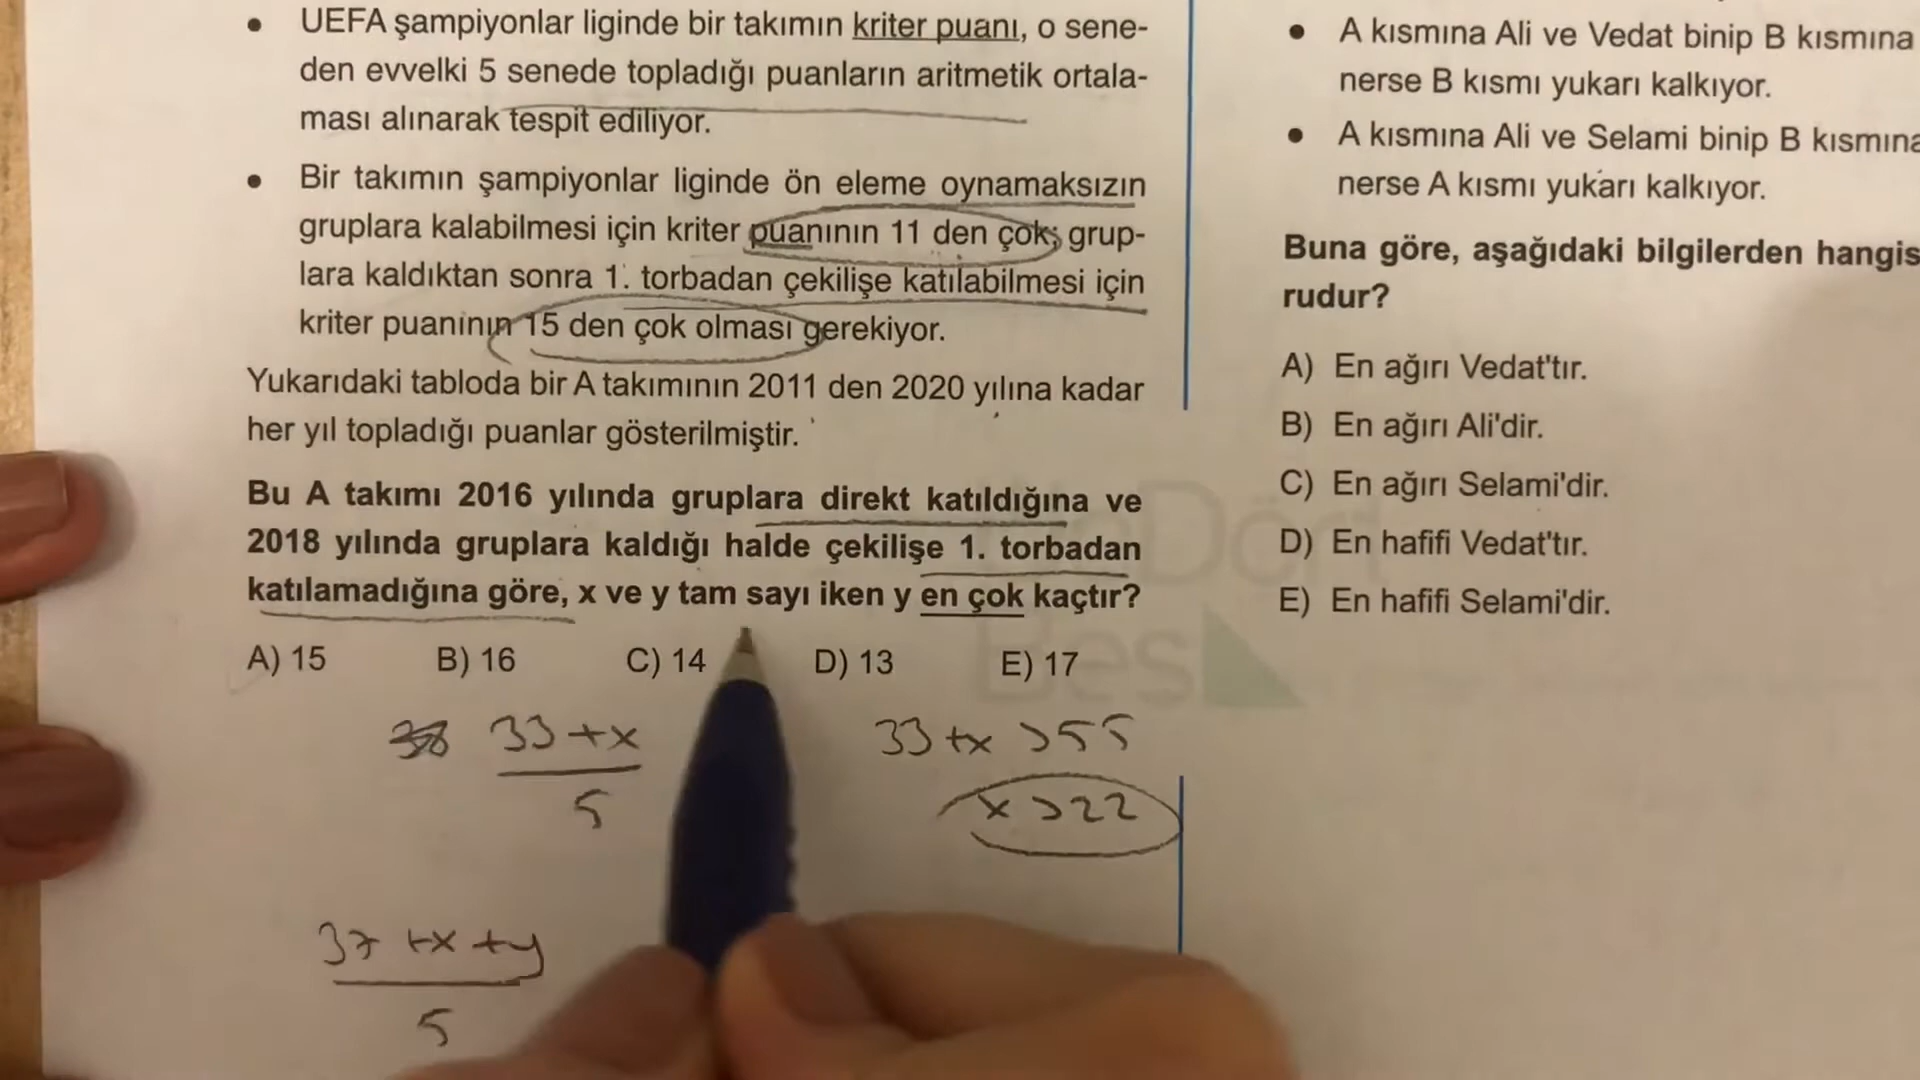 • UEFA şampiyonlar liginde bir takımın kriter puanı, o sene-
den evvelki 5 senede topladığı puanların aritmetik ortala-
ması alınarak tespit ediliyor.
• Bir takımın şampiyonlar liginde ön eleme oynamaksızın
gruplara kalabilmesi için kriter puanının 11 den çok, grup-
lara kaldıktan sonra 1. torbadan çekilişe katılabilmesi için
kriter puanının 15 den çok olması gerekiyor.
Yukarıdaki tabloda bir A takımının 2011 den 2020 yılına kadar
her yıl topladığı puanlar gösterilmiştir.
Bu A takımı 2016 yılında gruplara direkt katıldığına ve
2018 yılında gruplara kaldığı halde çekilişe 1. torbadan
katılamadığına göre, x ve y tam sayı iken y en çok kaçtır?
A) 15 B) 16 C) 14 D) 13 E) 17
33+x
5
33+x >55
x >22
37+x+y
5
• A kısmına Ali ve Vedat binip B kısmına
nerse B kısmı yukarı kalkıyor.
• A kısmına Ali ve Selami binip B kısmına
nerse A kısmı yukarı kalkıyor.
Buna göre, aşağıdaki bilgilerden hangis
rudur?
A) En ağırı Vedat'tır.
B) En ağırı Ali'dir.
C) En ağırı Selami'dir.
D) En hafifi Vedat'tır.
E) En hafifi Selami'dir.
Beş